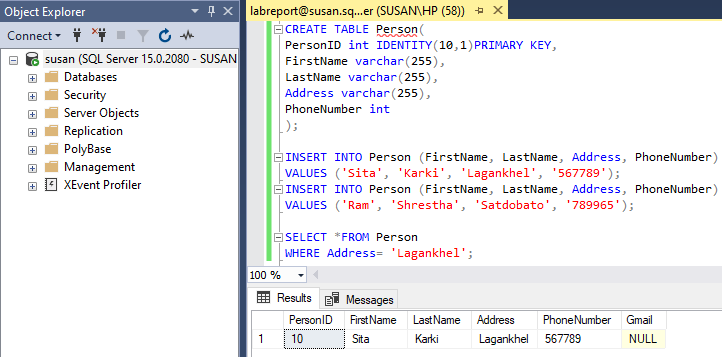 Object Explorer
Connect
susan (SQL Server 15.0.2080 - SUSAN
Databases
Security
Server Objects
Replication
PolyBase
Management
XEvent Profiler
labreport@susan.sq...er (SUSAN\HP (58))
CREATE TABLE Person(
PersonID int IDENTITY(10,1)PRIMARY KEY,
FirstName varchar(255),
LastName varchar(255),
Address varchar(255),
PhoneNumber int
);
INSERT INTO Person (FirstName, LastName, Address, PhoneNumber)
VALUES ('Sita', 'Karki', 'Lagankhel', '567789');
INSERT INTO Person (FirstName, LastName, Address, PhoneNumber)
VALUES ('Ram', 'Shrestha', 'Satdobato', '789965');
SELECT *FROM Person
WHERE Address= 'Lagankhel';
100 %
Results Messages
PersonID FirstName LastName Address PhoneNumber Gmail
1 10 Sita Karki Lagankhel 567789 NULL